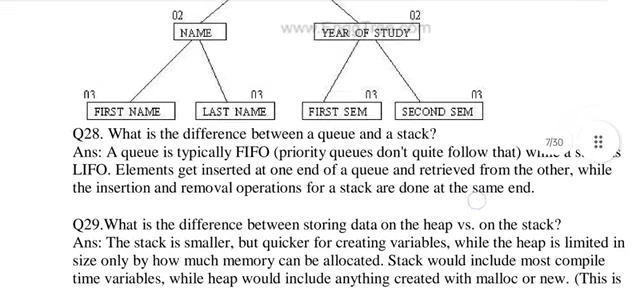 02 02
NAME YEAR OF STUDY
www.EnggTree.com
03 03 03 03
FIRST NAME LAST NAME FIRST SEM SECOND SEM
Q28. What is the difference between a queue and a stack?
7/30
Ans: A queue is typically FIFO (priority queues don't quite follow that) while a
LIFO. Elements get inserted at one end of a queue and retrieved from the other, while
the insertion and removal operations for a stack are done at the same end.
Q29.What is the difference between storing data on the heap vs. on the stack?
Ans: The stack is smaller, but quicker for creating variables, while the heap is limited in
size only by how much memory can be allocated. Stack would include most compile
time variables, while heap would include anything created with malloc or new. (This is